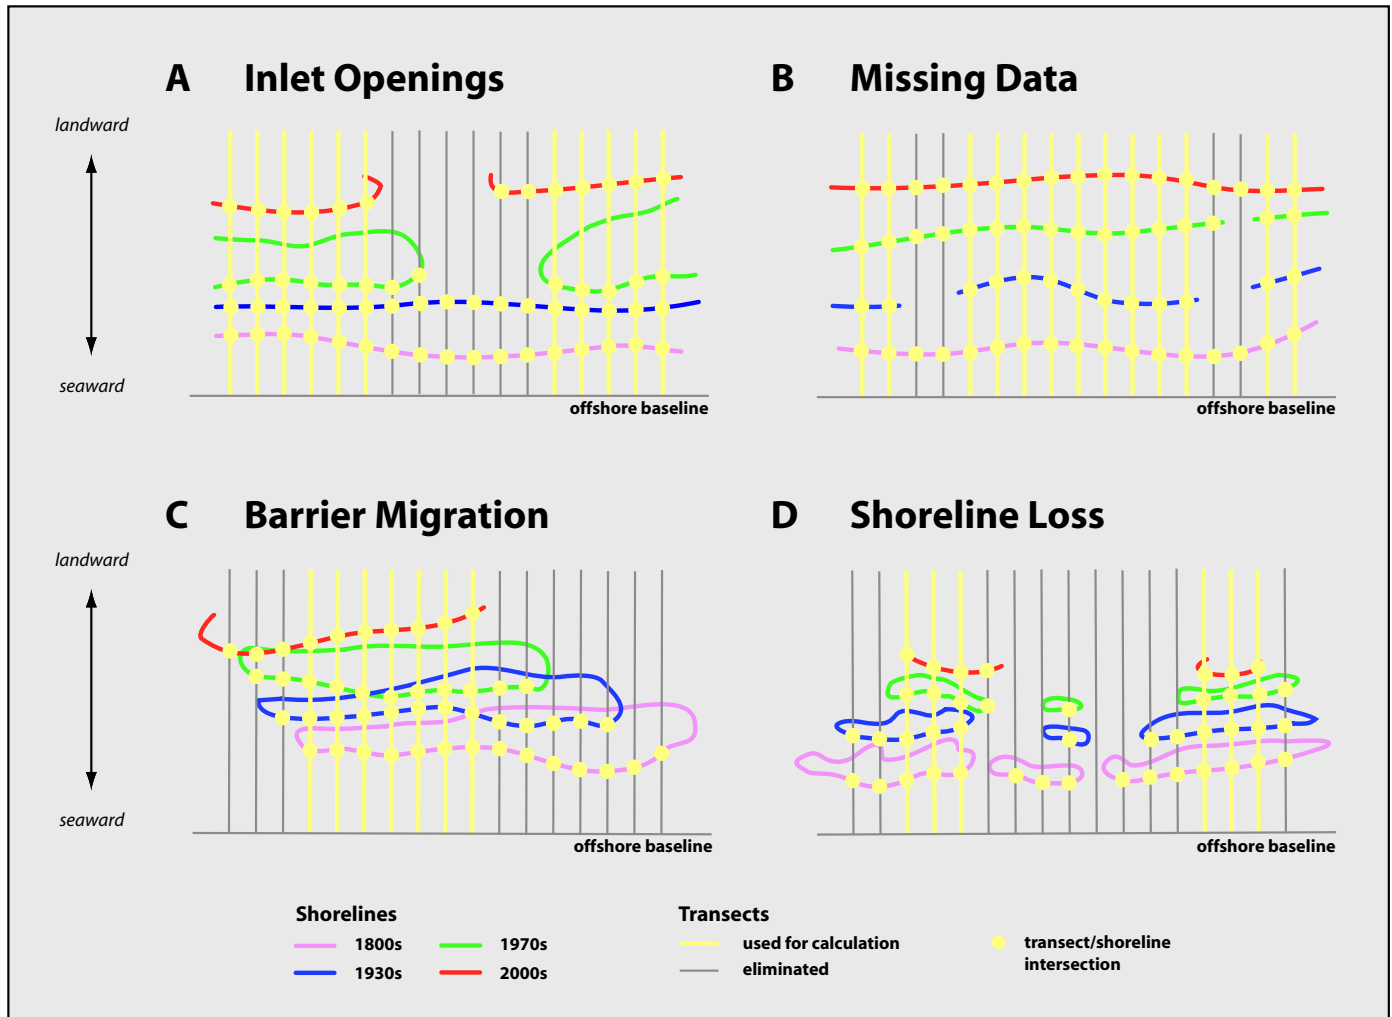 A Inlet Openings
B Missing Data
landward
seaward
offshore baseline
offshore baseline
C Barrier Migration
D Shoreline Loss
landward
seaward
offshore baseline
offshore baseline
Shorelines
1800s
1970s
1930s
2000s
Transects
used for calculation
eliminated
transect/shoreline
intersection